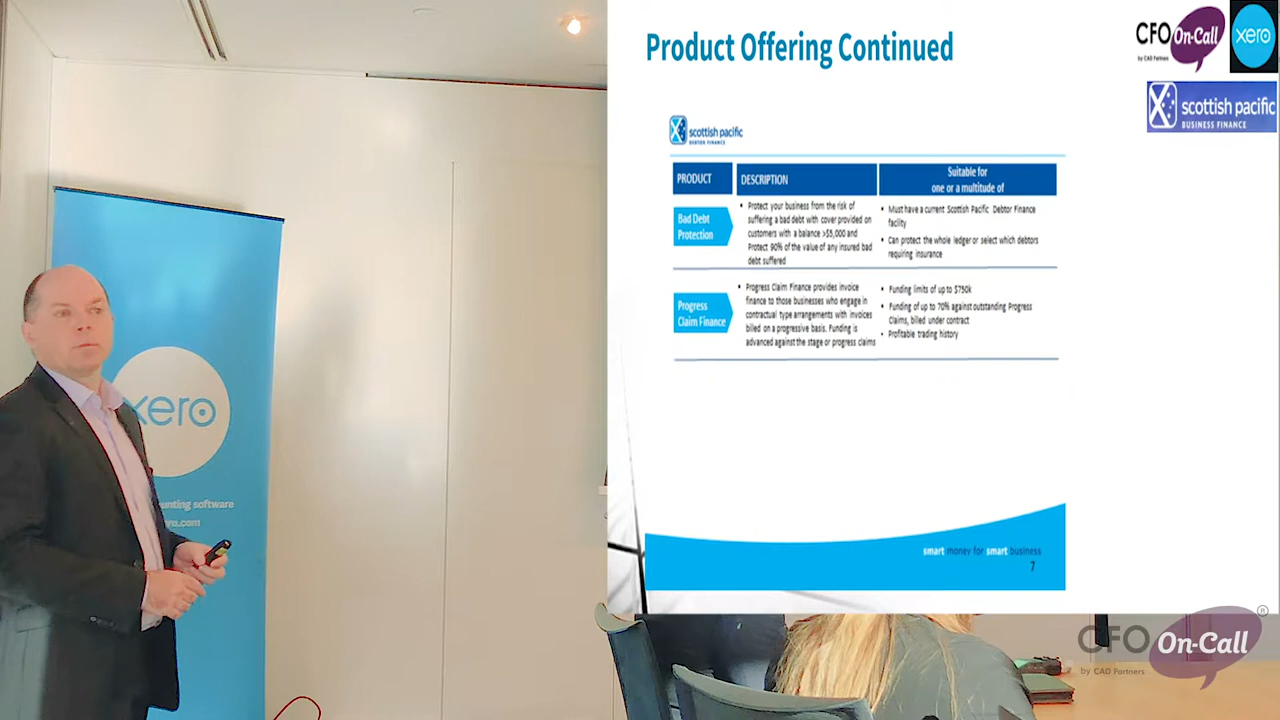 Product Offering Continued
CFO On-Call
by CAD Partners
xero
scottish pacific
BUSINESS FINANCE
scottish pacific
DEBTOR FINANCE
PRODUCT
DESCRIPTION
Suitable for
one or a multitude of
Bad Debt
Protection
• Protect your business from the risk of
suffering a bad debt with cover provided on
customers with a balance >$5,000 and
Protect 90% of the value of any insured bad
debt suffered
• Must have a current Scottish Pacific Debtor Finance
facility
• Can protect the whole ledger or select which debtors
requiring insurance
Progress
Claim Finance
• Progress Claim Finance provides invoice
finance to those businesses who engage in
contractual type arrangements with invoices
billed on a progressive basis. Funding is
advanced against the stage or progress claims
• Funding limits of up to $750k
• Funding of up to 70% against outstanding Progress
Claims, billed under contract
• Profitable trading history
smart money for smart business
7
xero
unting software
CFO On-Call ®
by CAD Partners